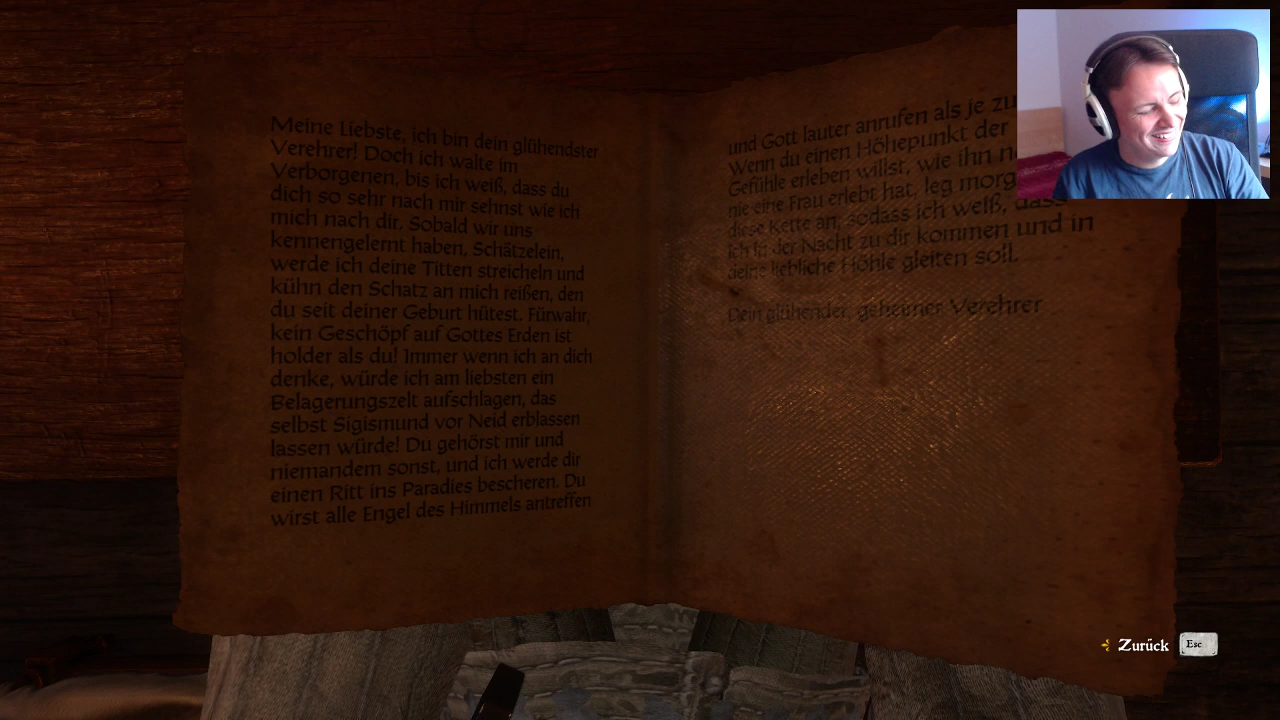 Meine Liebste, ich bin dein glühendster
Verehrer! Doch ich walte im
Verborgenen, bis ich weiß, dass du
dich so sehr nach mir sehnst wie ich
mich nach dir. Sobald wir uns
kennengelernt haben, Schätzelein,
werde ich deine Titten streicheln und
kühn den Schatz an mich reißen, den
du seit deiner Geburt hütest. Fürwahr,
kein Geschöpf auf Gottes Erden ist
holder als du! Immer wenn ich an dich
denke, würde ich am liebsten ein
Belagerungszelt aufschlagen, das
selbst Sigismund vor Neid erblassen
lassen würde! Du gehörst mir und
niemandem sonst, und ich werde dir
einen Ritt ins Paradies bescheren. Du
wirst alle Engel des Himmels antreffen
und Gott lauter anrufen als je
Wenn du einen Höhepunkt der
Gefühle erleben willst, wie ihn
nie eine Frau erlebt hat, leg
diese Kette an, sodass ich weiß,
ich in der Nacht zu dir kommen und in
deine liebliche Höhle gleiten soll.
Dein glühender, geheimer Verehrer
Zurück Esc